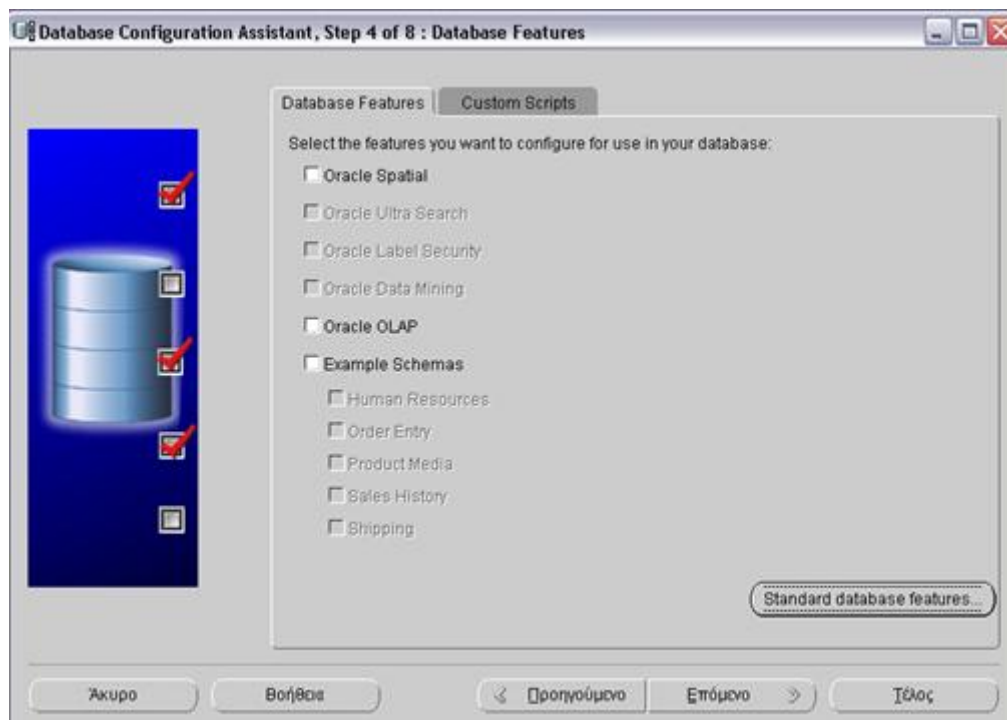 Database Configuration Assistant, Step 4 of 8 : Database Features
Database Features
Custom Scripts
Select the features you want to configure for use in your database:
Oracle Spatial
Oracle Ultra Search
Oracle Label Security
Oracle Data Mining
Oracle OLAP
Example Schemas
Human Resources
Order Entry
Product Media
Sales History
Shipping
Standard database features...
Άκυρο
Βοήθεια
Προηγούμενο
Επόμενο
Τέλος